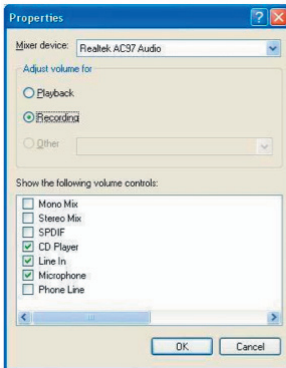 Properties
Mixer device: Realtek AC97 Audio
Adjust volume for
Playback
Recording
Other
Show the following volume controls:
Mono Mix
Stereo Mix
SPDIF
CD Player
Line In
Microphone
Phone Line
OK Cancel